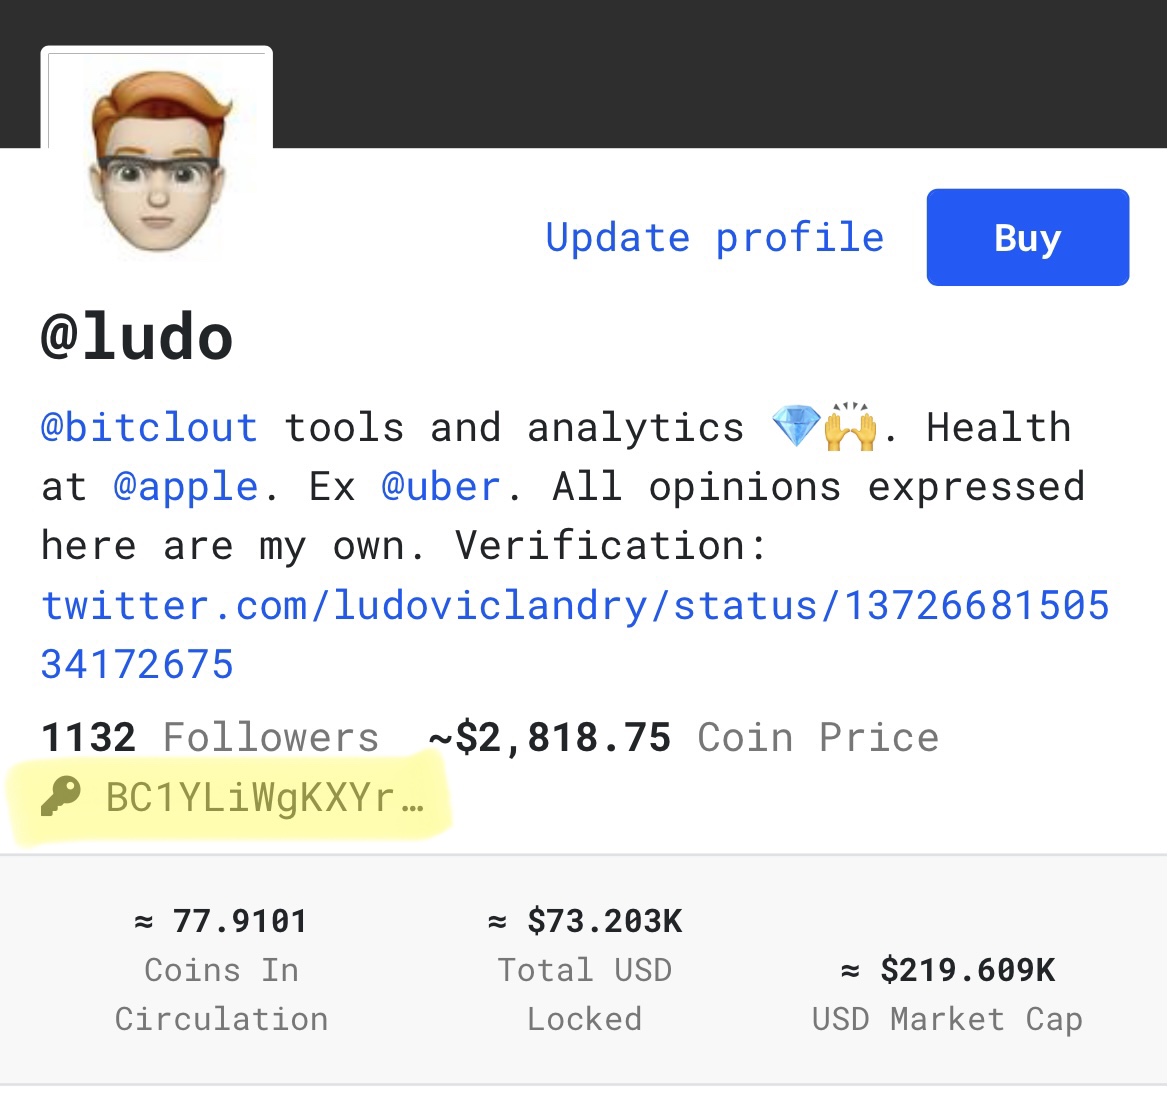 Update profile
Buy
@ludo
@bitclout tools and analytics 💎🙌. Health
at @apple. Ex @uber. All opinions expressed
here are my own. Verification:
twitter.com/ludoviclandry/status/13726681505
34172675
1132 Followers ~$2,818.75 Coin Price
BC1YLiWgKXYr…
≈ 77.9101
Coins In
Circulation
≈ $73.203K
Total USD
Locked
≈ $219.609K
USD Market Cap